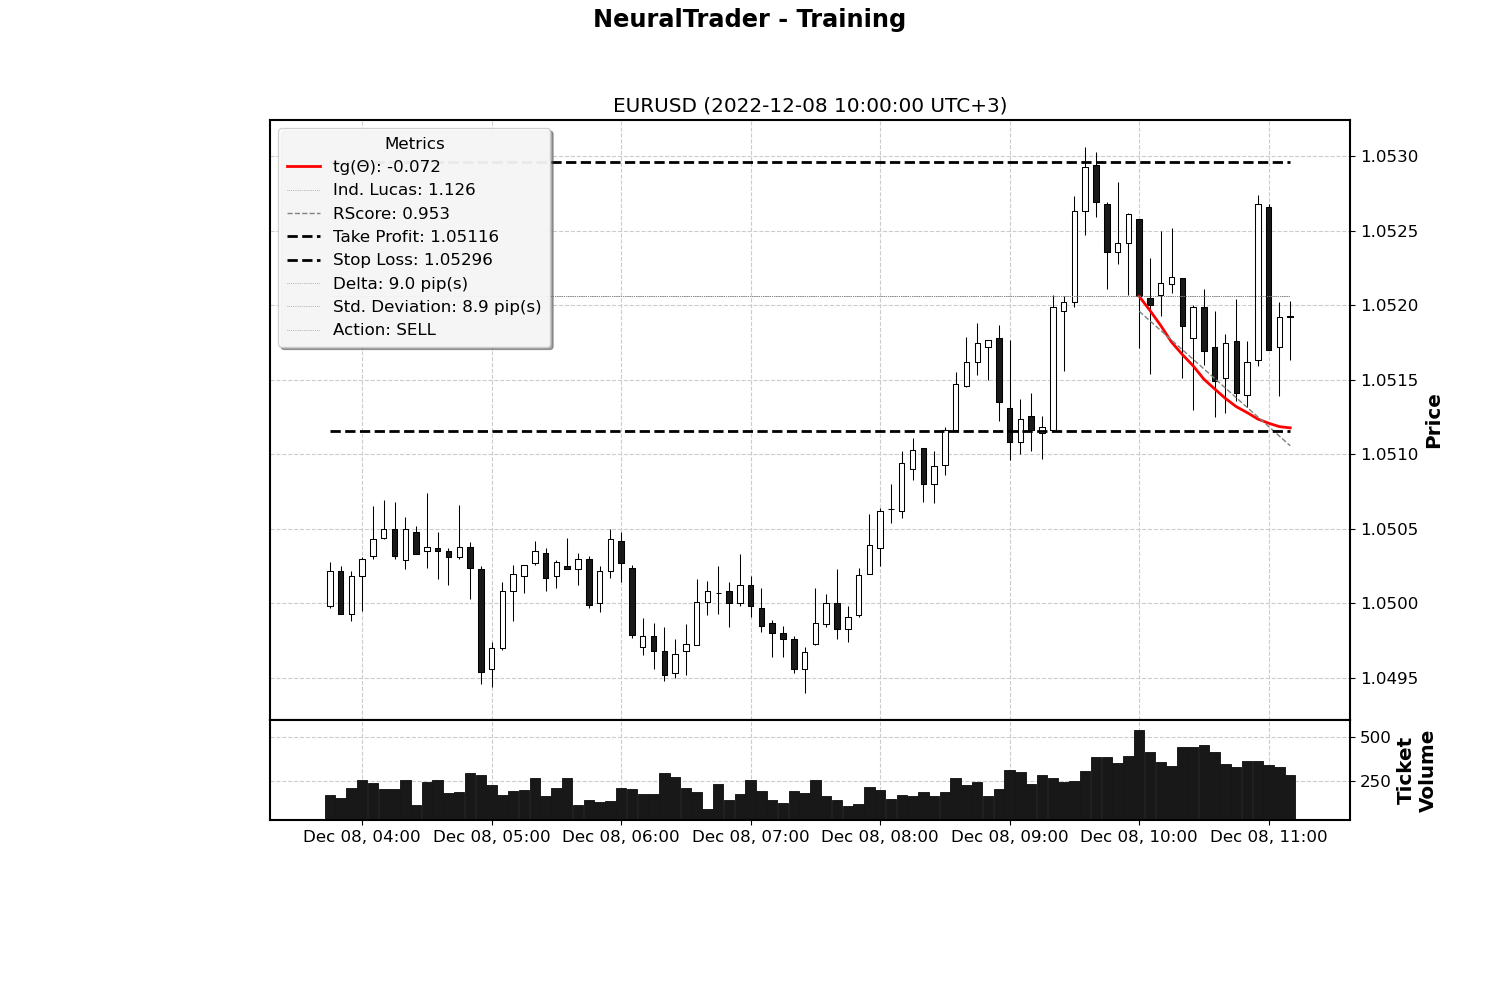 NeuralTrader - Training
EURUSD (2022-12-08 10:00:00 UTC+3)
Metrics
tg(Θ): -0.072
Ind. Lucas: 1.126
RScore: 0.953
Take Profit: 1.05116
Stop Loss: 1.05296
Delta: 9.0 pip(s)
Std. Deviation: 8.9 pip(s)
Action: SELL
1.0530
1.0525
1.0520
1.0515
1.0510
1.0505
1.0500
1.0495
Price
500
250
Ticket
Volume
Dec 08, 04:00 Dec 08, 05:00 Dec 08, 06:00 Dec 08, 07:00 Dec 08, 08:00 Dec 08, 09:00 Dec 08, 10:00 Dec 08, 11:00